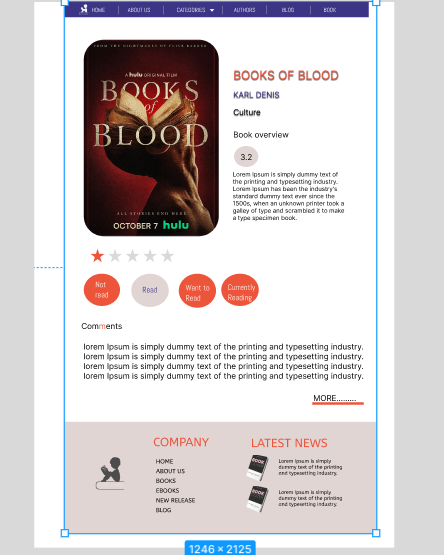 HOME ABOUT US CATEGORIES AUTHORS BLOG BOOK
FROM THE NIGHTMARES OF CLIVE BARKER
A hulu ORIGINAL FILM
BOOKS
of
BLOOD
ALL STORIES END HERE
OCTOBER 7 hulu
BOOKS OF BLOOD
KARL DENIS
Culture
Book overview
3.2
Lorem Ipsum is simply dummy text of
the printing and typesetting industry.
Lorem Ipsum has been the industry's
standard dummy text ever since the
1500s, when an unknown printer took a
galley of type and scrambled it to make
a type specimen book.
Not
read
Read
Want to
Read
Currently
Reading
Comments
lorem Ipsum is simply dummy text of the printing and typesetting industry.
lorem Ipsum is simply dummy text of the printing and typesetting industry.
lorem Ipsum is simply dummy text of the printing and typesetting industry.
lorem Ipsum is simply dummy text of the printing and typesetting industry.
MORE.........
COMPANY
HOME
ABOUT US
BOOKS
EBOOKS
NEW RELEASE
BLOG
LATEST NEWS
BOOK
Lorem Ipsum is simply
dummy text of the printing
and typesetting industry.
BOOK
Lorem Ipsum is simply
dummy text of the printing
and typesetting industry.
1246 × 2125